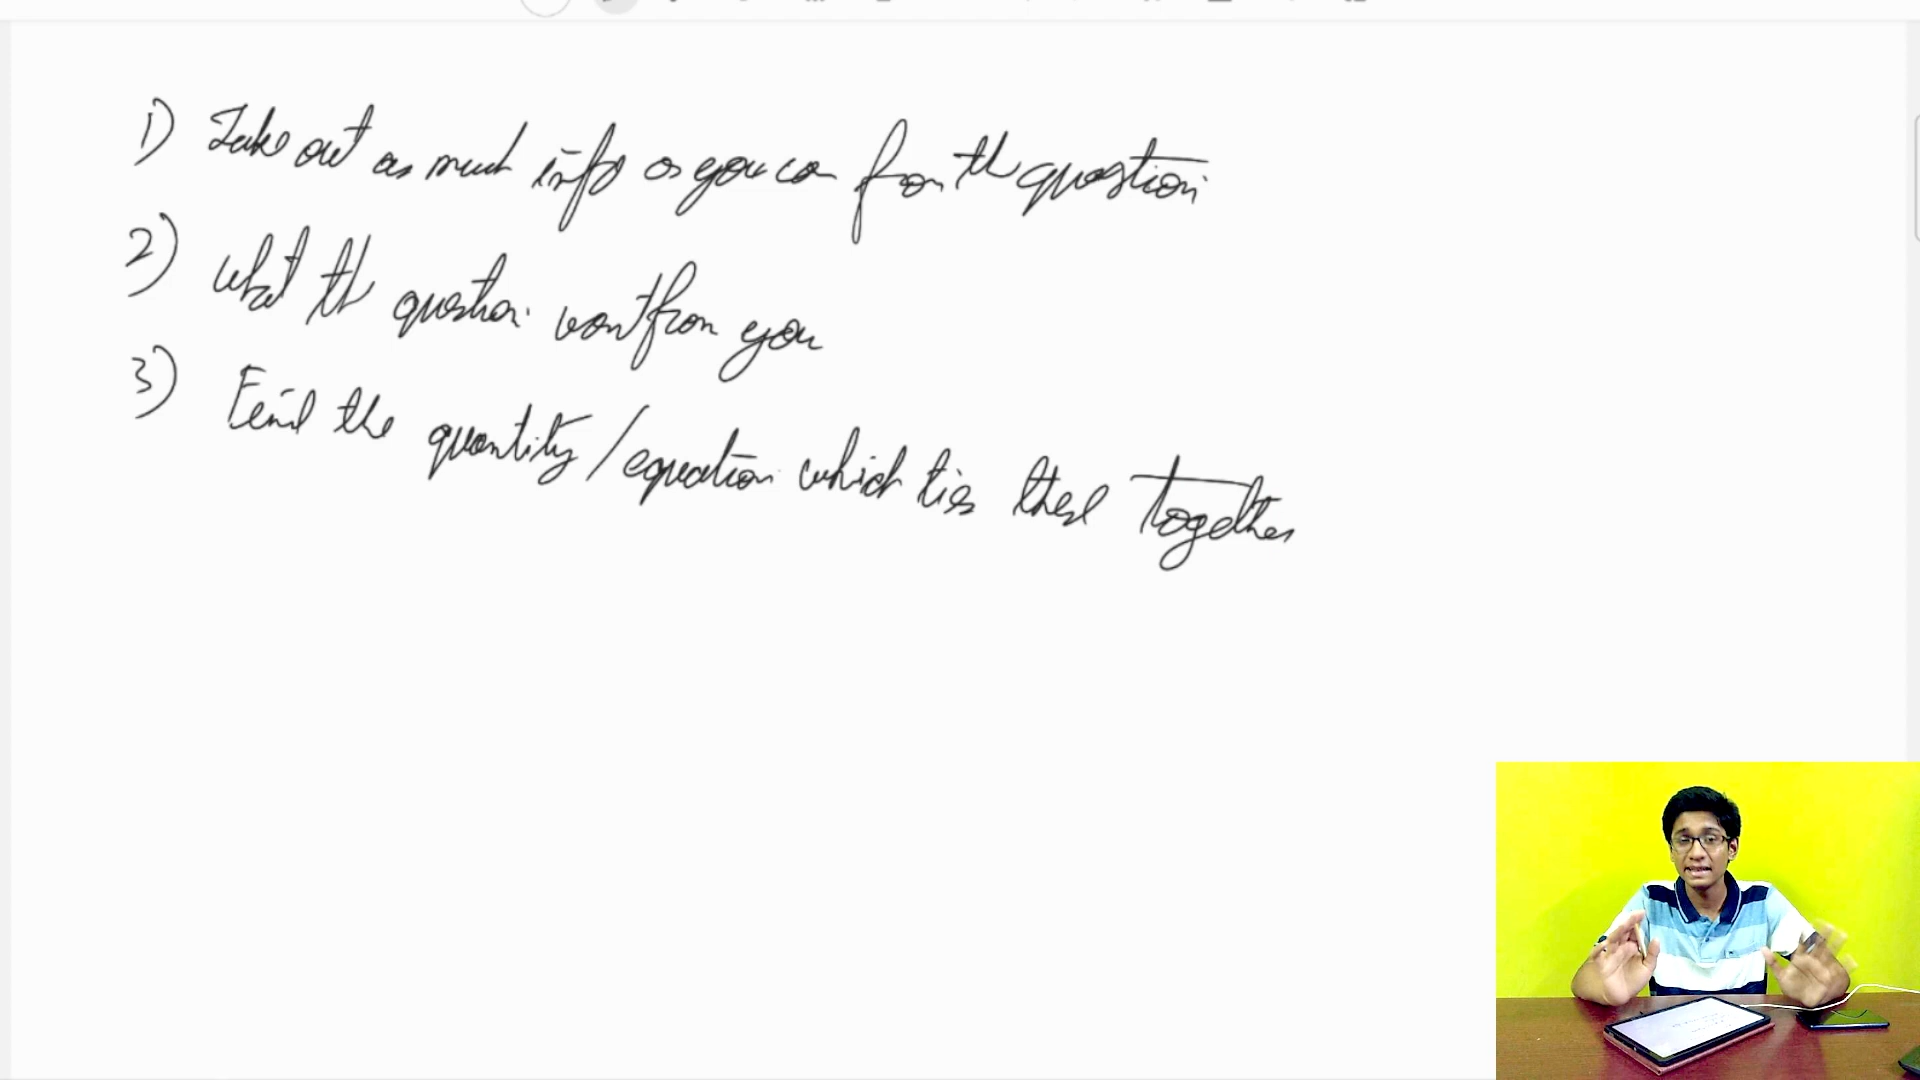 1) Take out as much info as you can from the question
2) what the question want from you
3) Find the quantity/equation which ties these together